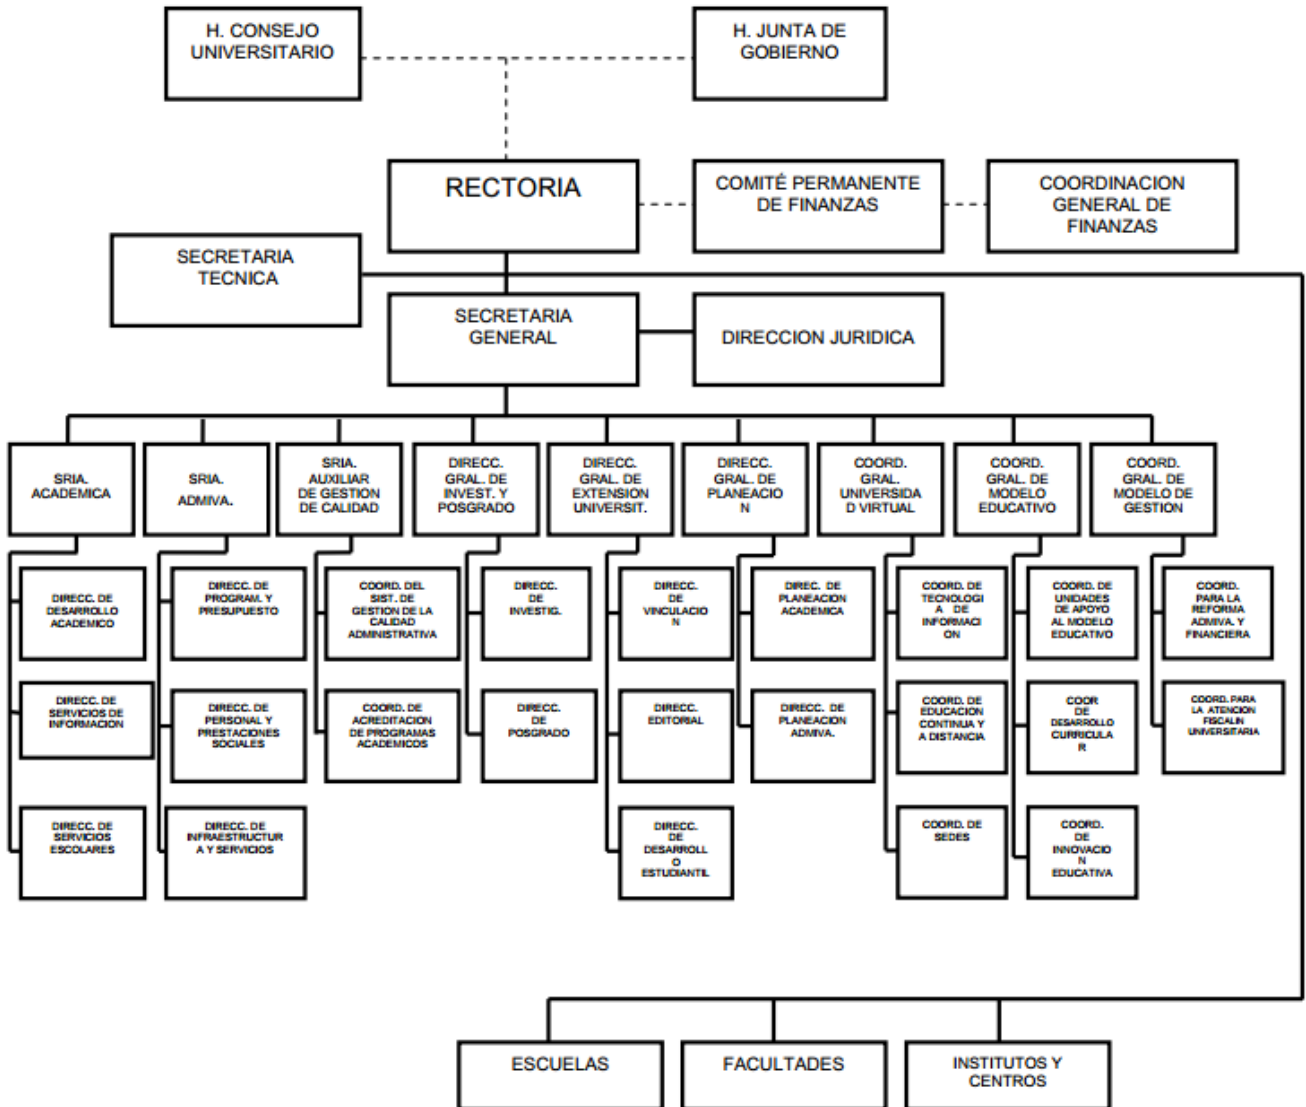 H. CONSEJO
UNIVERSITARIO
H. JUNTA DE
GOBIERNO
RECTORIA
COMITÉ PERMANENTE
DE FINANZAS
COORDINACION
GENERAL DE
FINANZAS
SECRETARIA
TECNICA
SECRETARIA
GENERAL
DIRECCION JURIDICA
SRIA.
ACADEMICA
SRIA.
ADMIVA.
SRIA.
AUXILIAR
DE GESTION
DE CALIDAD
DIRECC.
GRAL. DE
INVEST. Y
POSGRADO
DIRECC.
GRAL. DE
EXTENSION
UNIVERSIT.
DIRECC.
GRAL. DE
PLANEACIO
N
COORD.
GRAL.
UNIVERSIDA
D VIRTUAL
COORD.
GRAL. DE
MODELO
EDUCATIVO
COORD.
GRAL. DE
MODELO DE
GESTION
DIRECC. DE
DESARROLLO
ACADEMICO
DIRECC. DE
PROGRAM. Y
PRESUPUESTO
COORD. DEL
SIST. DE
GESTION DE LA
CALIDAD
ADMINISTRATIVA
DIRECC.
DE
INVESTIG.
DIRECC.
DE
VINCULACIO
N
DIREC. DE
PLANEACION
ACADEMICA
COORD. DE
TECNOLOGI
A DE
INFORMACI
ON
COORD. DE
UNIDADES
DE APOYO
AL MODELO
EDUCATIVO
COORD.
PARA LA
REFORMA
ADMIVA. Y
FINANCIERA
DIRECC. DE
SERVICIOS DE
INFORMACION
DIRECC. DE
PERSONAL Y
PRESTACIONES
SOCIALES
COORD. DE
ACREDITACION
DE PROGRAMAS
ACADEMICOS
DIRECC.
DE
POSGRADO
DIRECC.
EDITORIAL
DIRECC. DE
PLANEACION
ADMIVA.
COORD. DE
EDUCACION
CONTINUA Y
A DISTANCIA
COOR
DE
DESARROLLO
CURRICULA
R
COORD. PARA
LA ATENCION
FISCALIN
UNIVERSITARIA
DIRECC. DE
SERVICIOS
ESCOLARES
DIRECC. DE
INFRAESTRUCTUR
A Y SERVICIOS
DIRECC.
DE
DESARROLL
O
ESTUDIANTIL
COORD. DE
SEDES
COORD.
DE
INNOVACIO
N
EDUCATIVA
ESCUELAS
FACULTADES
INSTITUTOS Y
CENTROS